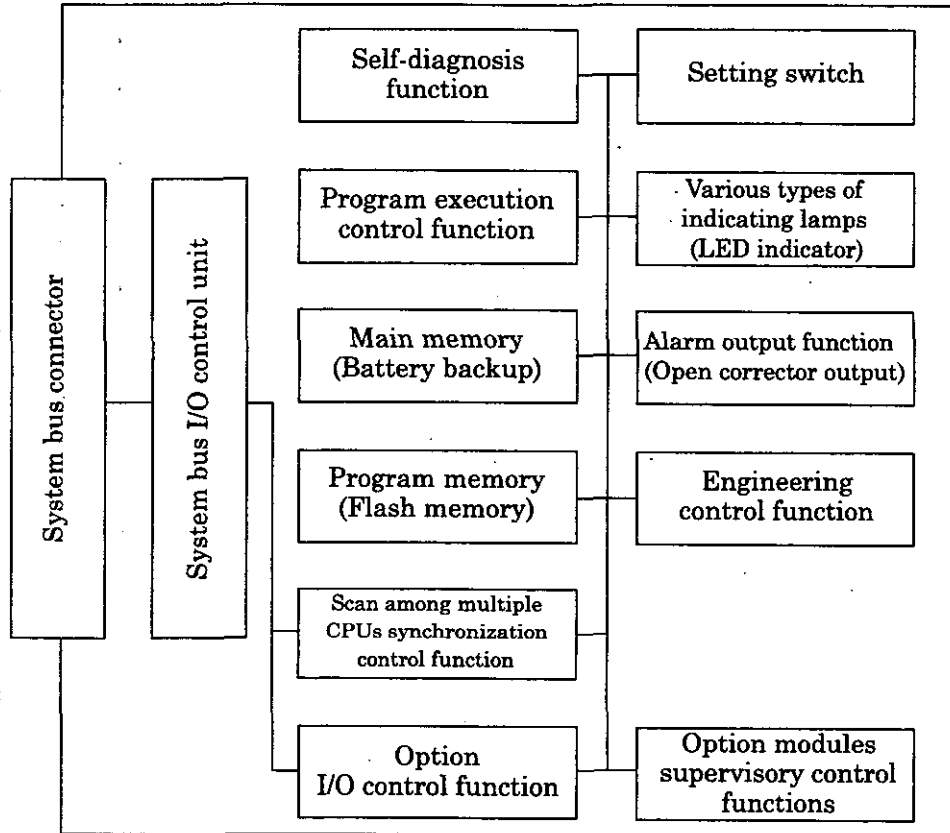 Self-diagnosis
function
Setting switch
System bus connector
System bus I/O control unit
Program execution
control function
Various types of
indicating lamps
(LED indicator)
Main memory
(Battery backup)
Alarm output function
(Open corrector output)
Program memory
(Flash memory)
Engineering
control function
Scan among multiple
CPUs synchronization
control function
Option
I/O control function
Option modules
supervisory control
functions